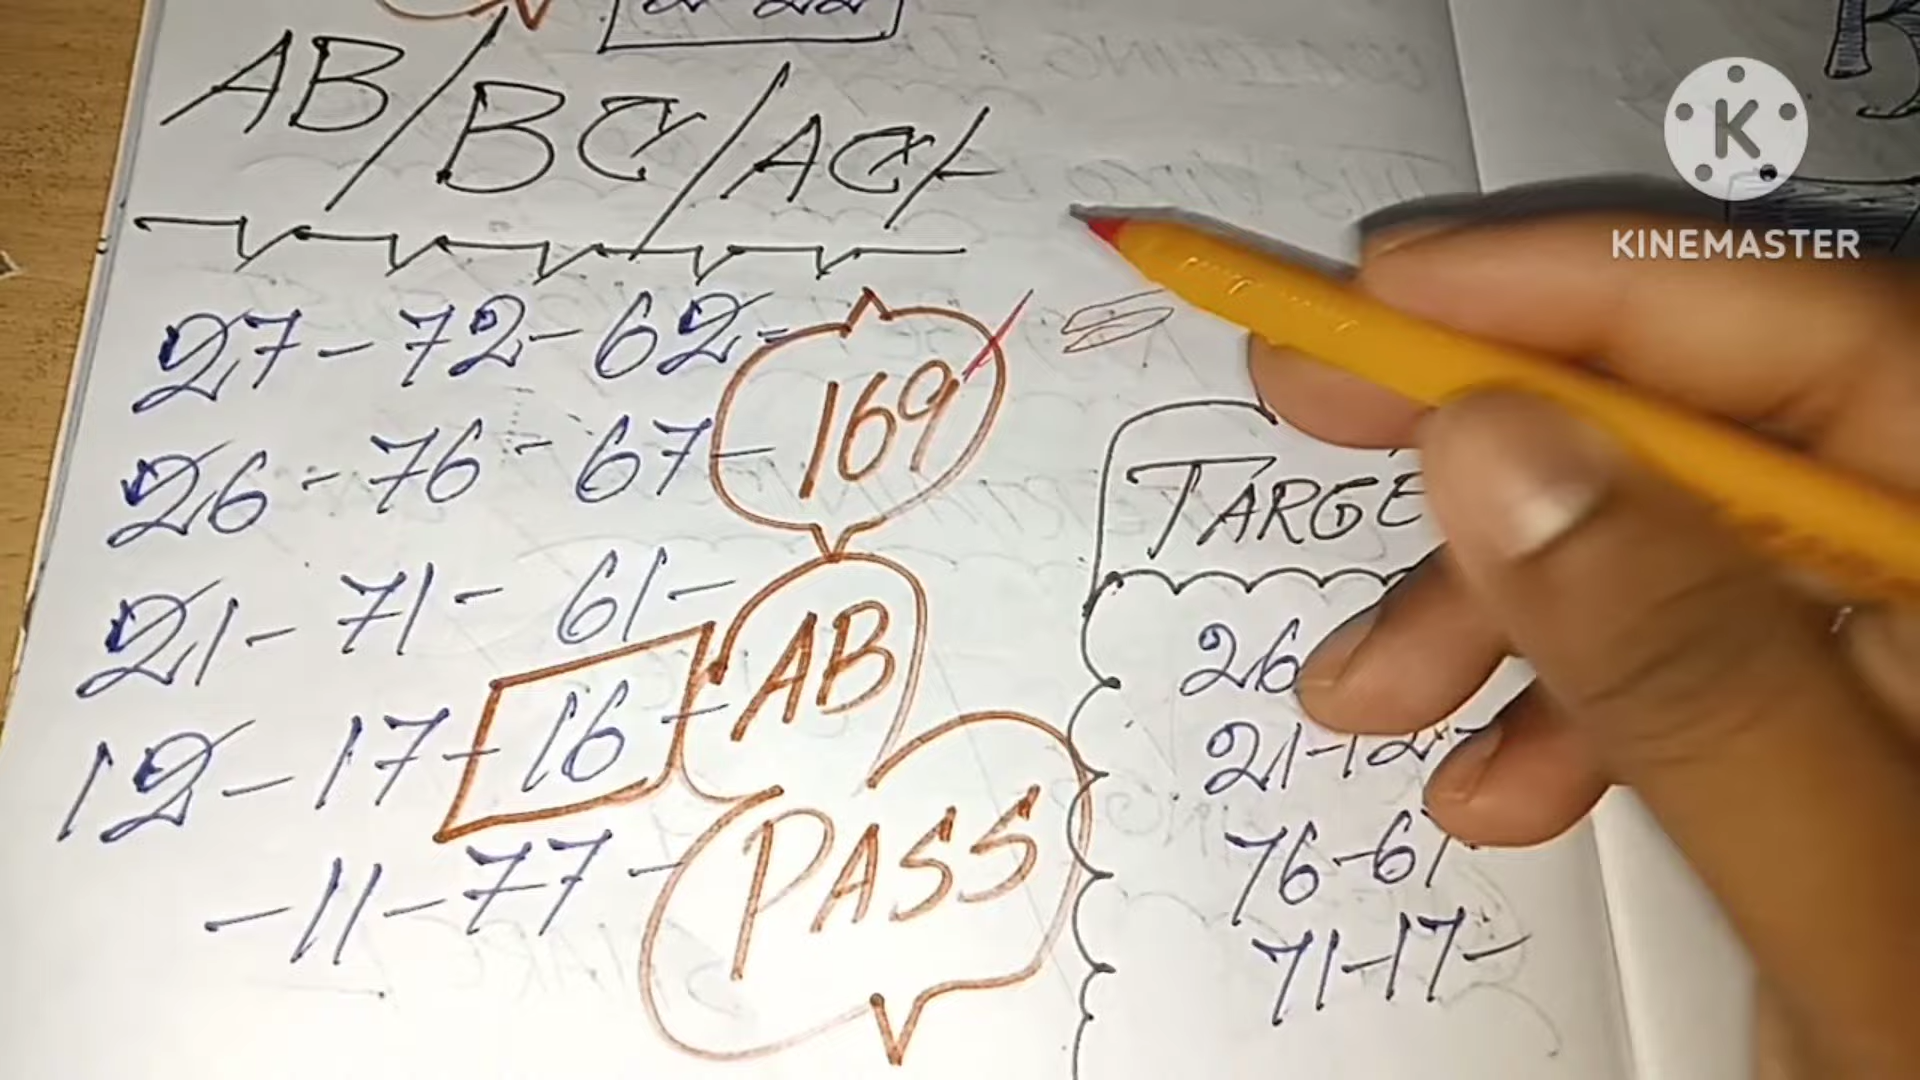 AB/BC/AC/-
27-72-62-
26-76-67-
21-71-61-
12-17-16-
-11-77-
169
AB
PASS
TARGE
26
21-12-
76-67
71-17-
KINEMASTER